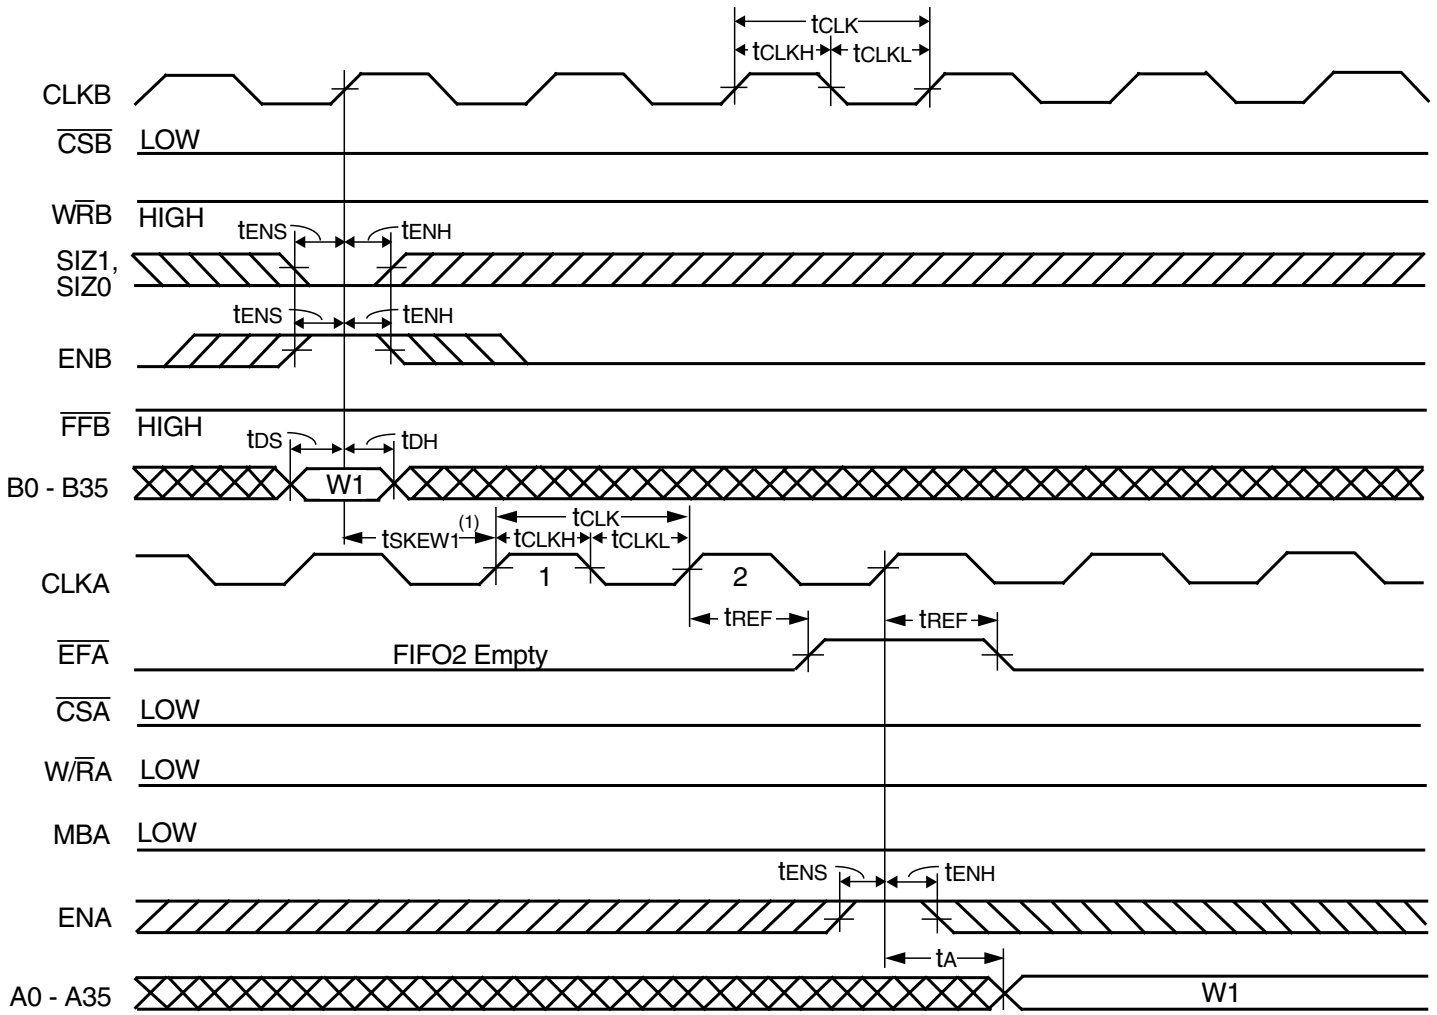 tCLK
tCLKH tCLKL
CLKB
CSB LOW
WRB HIGH
tENS tENH
SIZ1,
SIZ0
tENS tENH
ENB
FFB HIGH
tDS tDH
B0 - B35 W1
tSKEW1 (1) tCLK
tCLKH tCLKL
CLKA 1 2
tREF tREF
EFA FIFO2 Empty
CSA LOW
W/RA LOW
MBA LOW
tENS tENH
ENA
tA
A0 - A35 W1